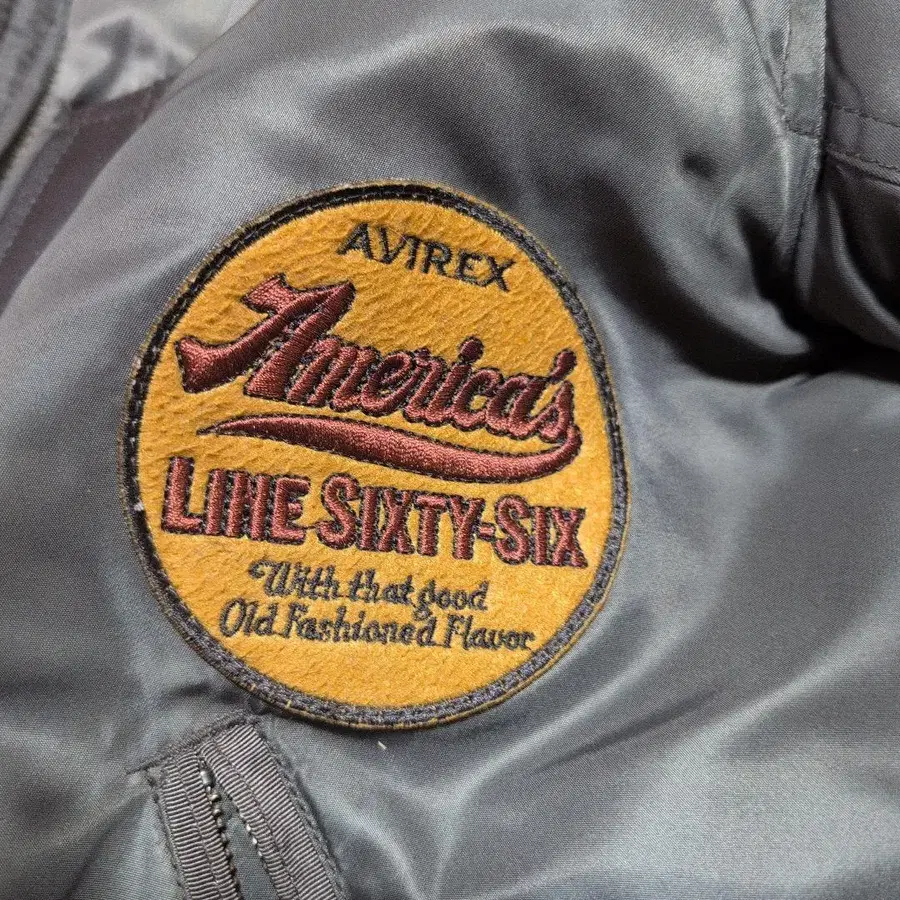 AVIREX
America's
LINE SIXTY-SIX
With that good
Old Fashioned Flavor